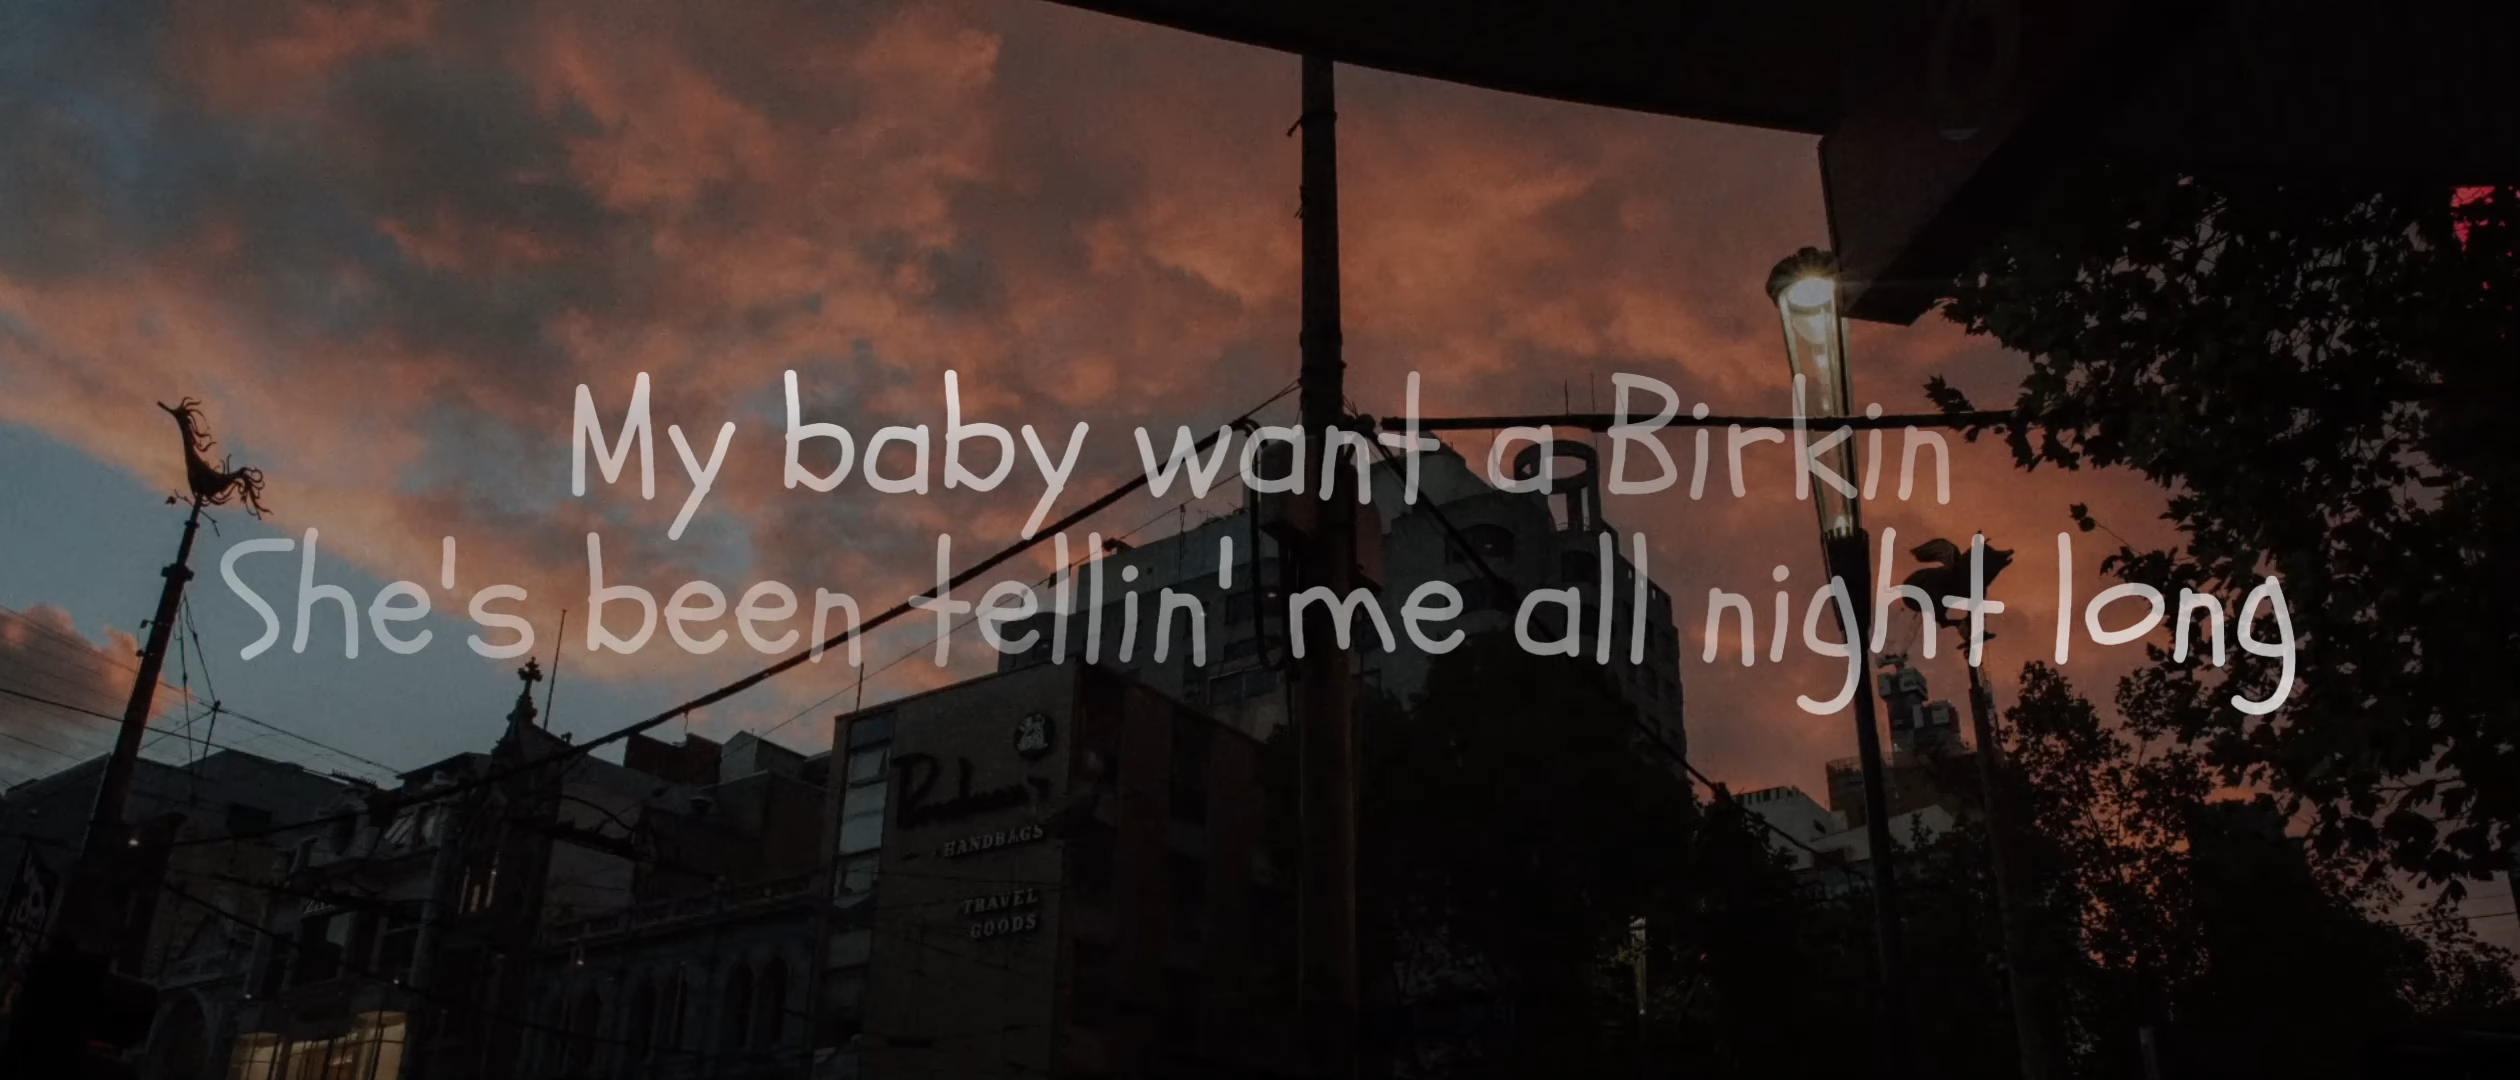 My baby want a Birkin
She's been tellin' me all night long
HANDBAGS
TRAVEL
GOODS